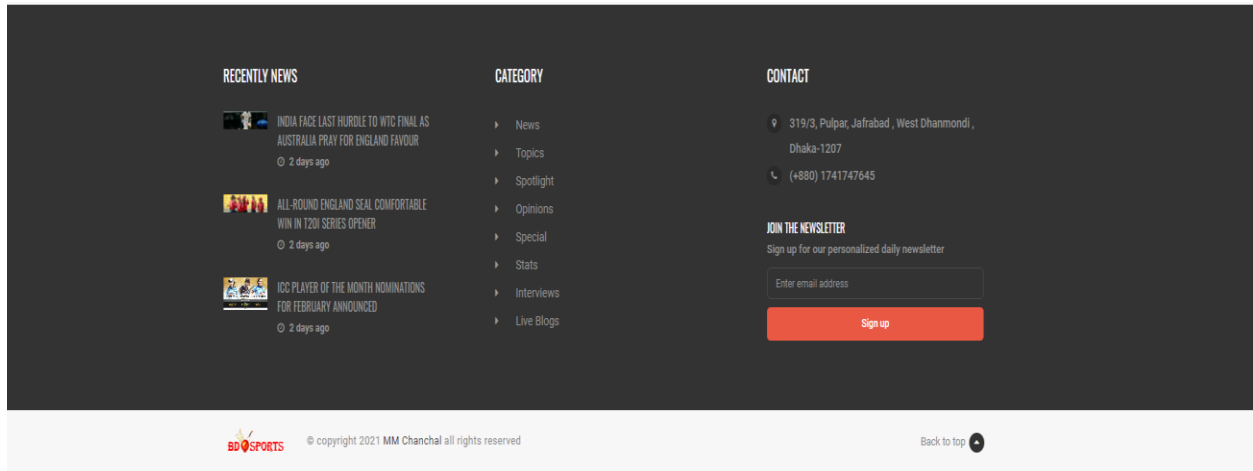 RECENTLY NEWS
INDIA FACE LAST HURDLE TO WTC FINAL AS
AUSTRALIA PRAY FOR ENGLAND FAVOUR
2 days ago
ALL-ROUND ENGLAND SEAL COMFORTABLE
WIN IN T20I SERIES OPENER
2 days ago
ICC PLAYER OF THE MONTH NOMINATIONS
FOR FEBRUARY ANNOUNCED
2 days ago
CATEGORY
News
Topics
Spotlight
Opinions
Special
Stats
Interviews
Live Blogs
CONTACT
319/3, Pulpar, Jafrabad , West Dhanmondi ,
Dhaka-1207
(+880) 1741747645
JOIN THE NEWSLETTER
Sign up for our personalized daily newsletter
Enter email address
Sign up
BD SPORTS
© copyright 2021 MM Chanchal all rights reserved
Back to top